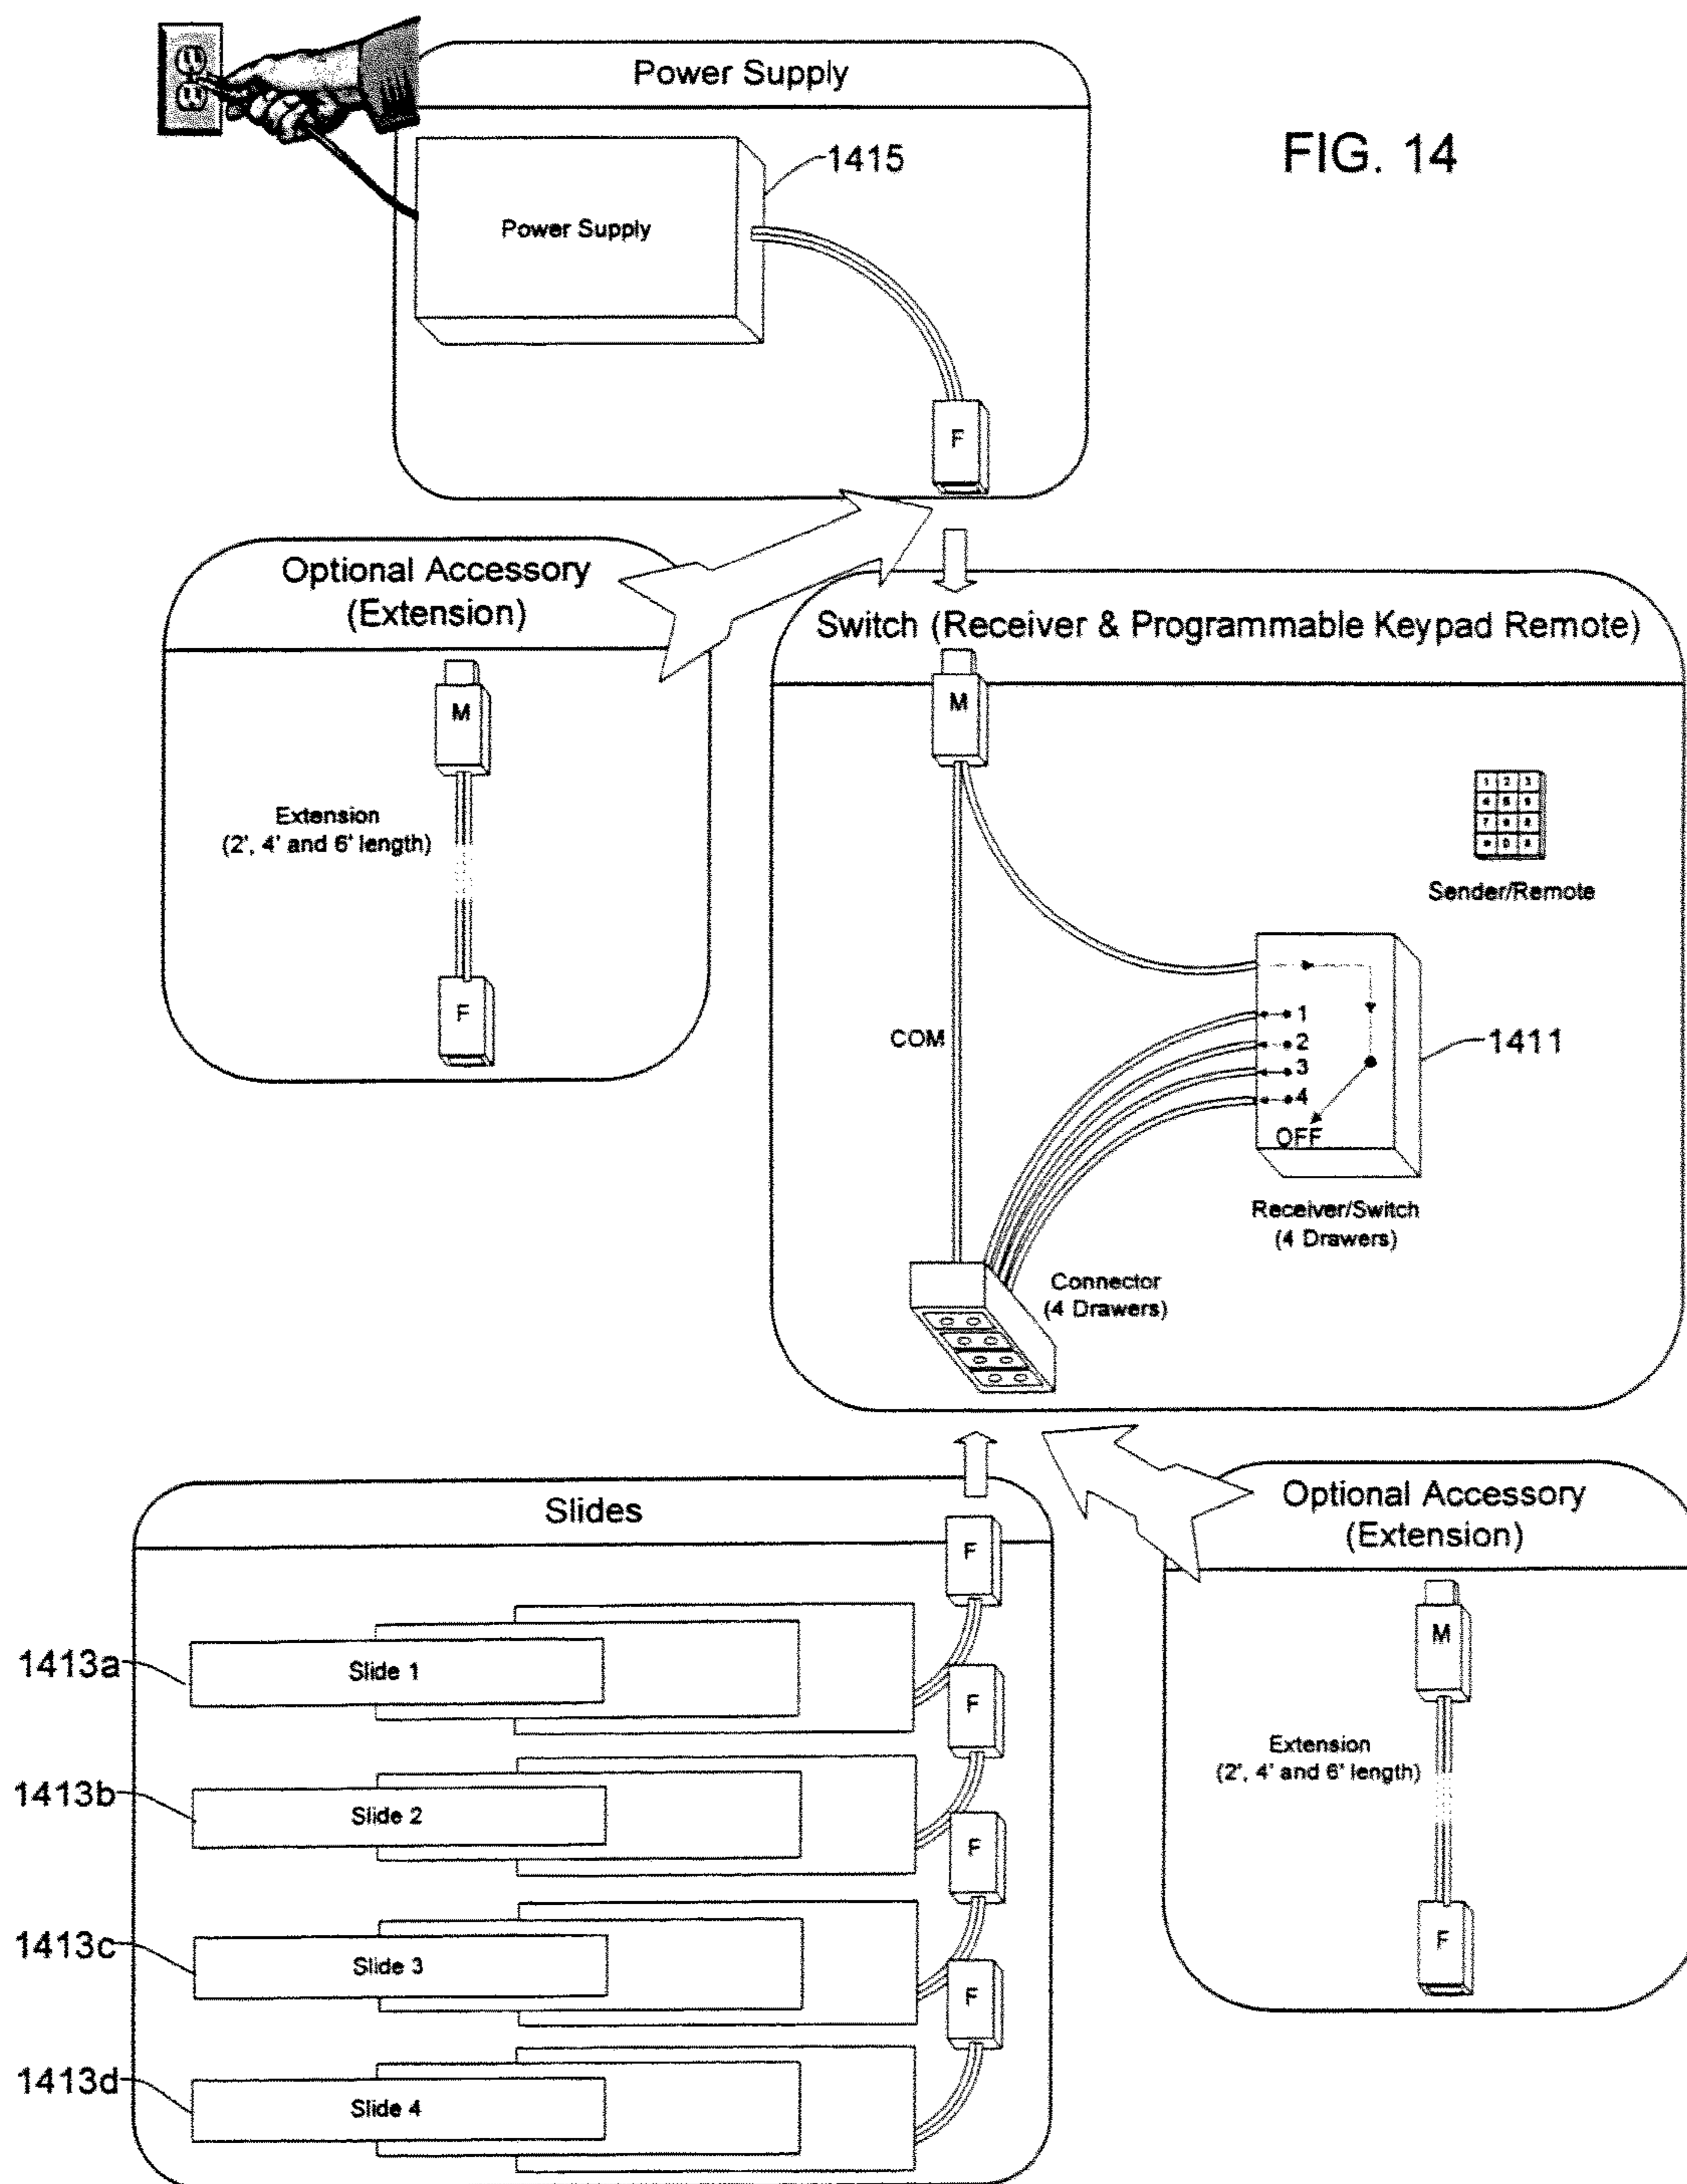 FIG. 14
Power Supply
1415
Power Supply
F
Optional Accessory
(Extension)
M
Extension
(2', 4' and 6' length)
F
Switch (Receiver & Programmable Keypad Remote)
M
1 2 3
Sender/Remote
COM
1
2
3
4
OFF
1411
Receiver/Switch
(4 Drawers)
Connector
(4 Drawers)
Slides
F
1413a
Slide 1
F
1413b
Slide 2
F
1413c
Slide 3
F
1413d
Slide 4
Optional Accessory
(Extension)
M
Extension
(2', 4' and 6' length)
F